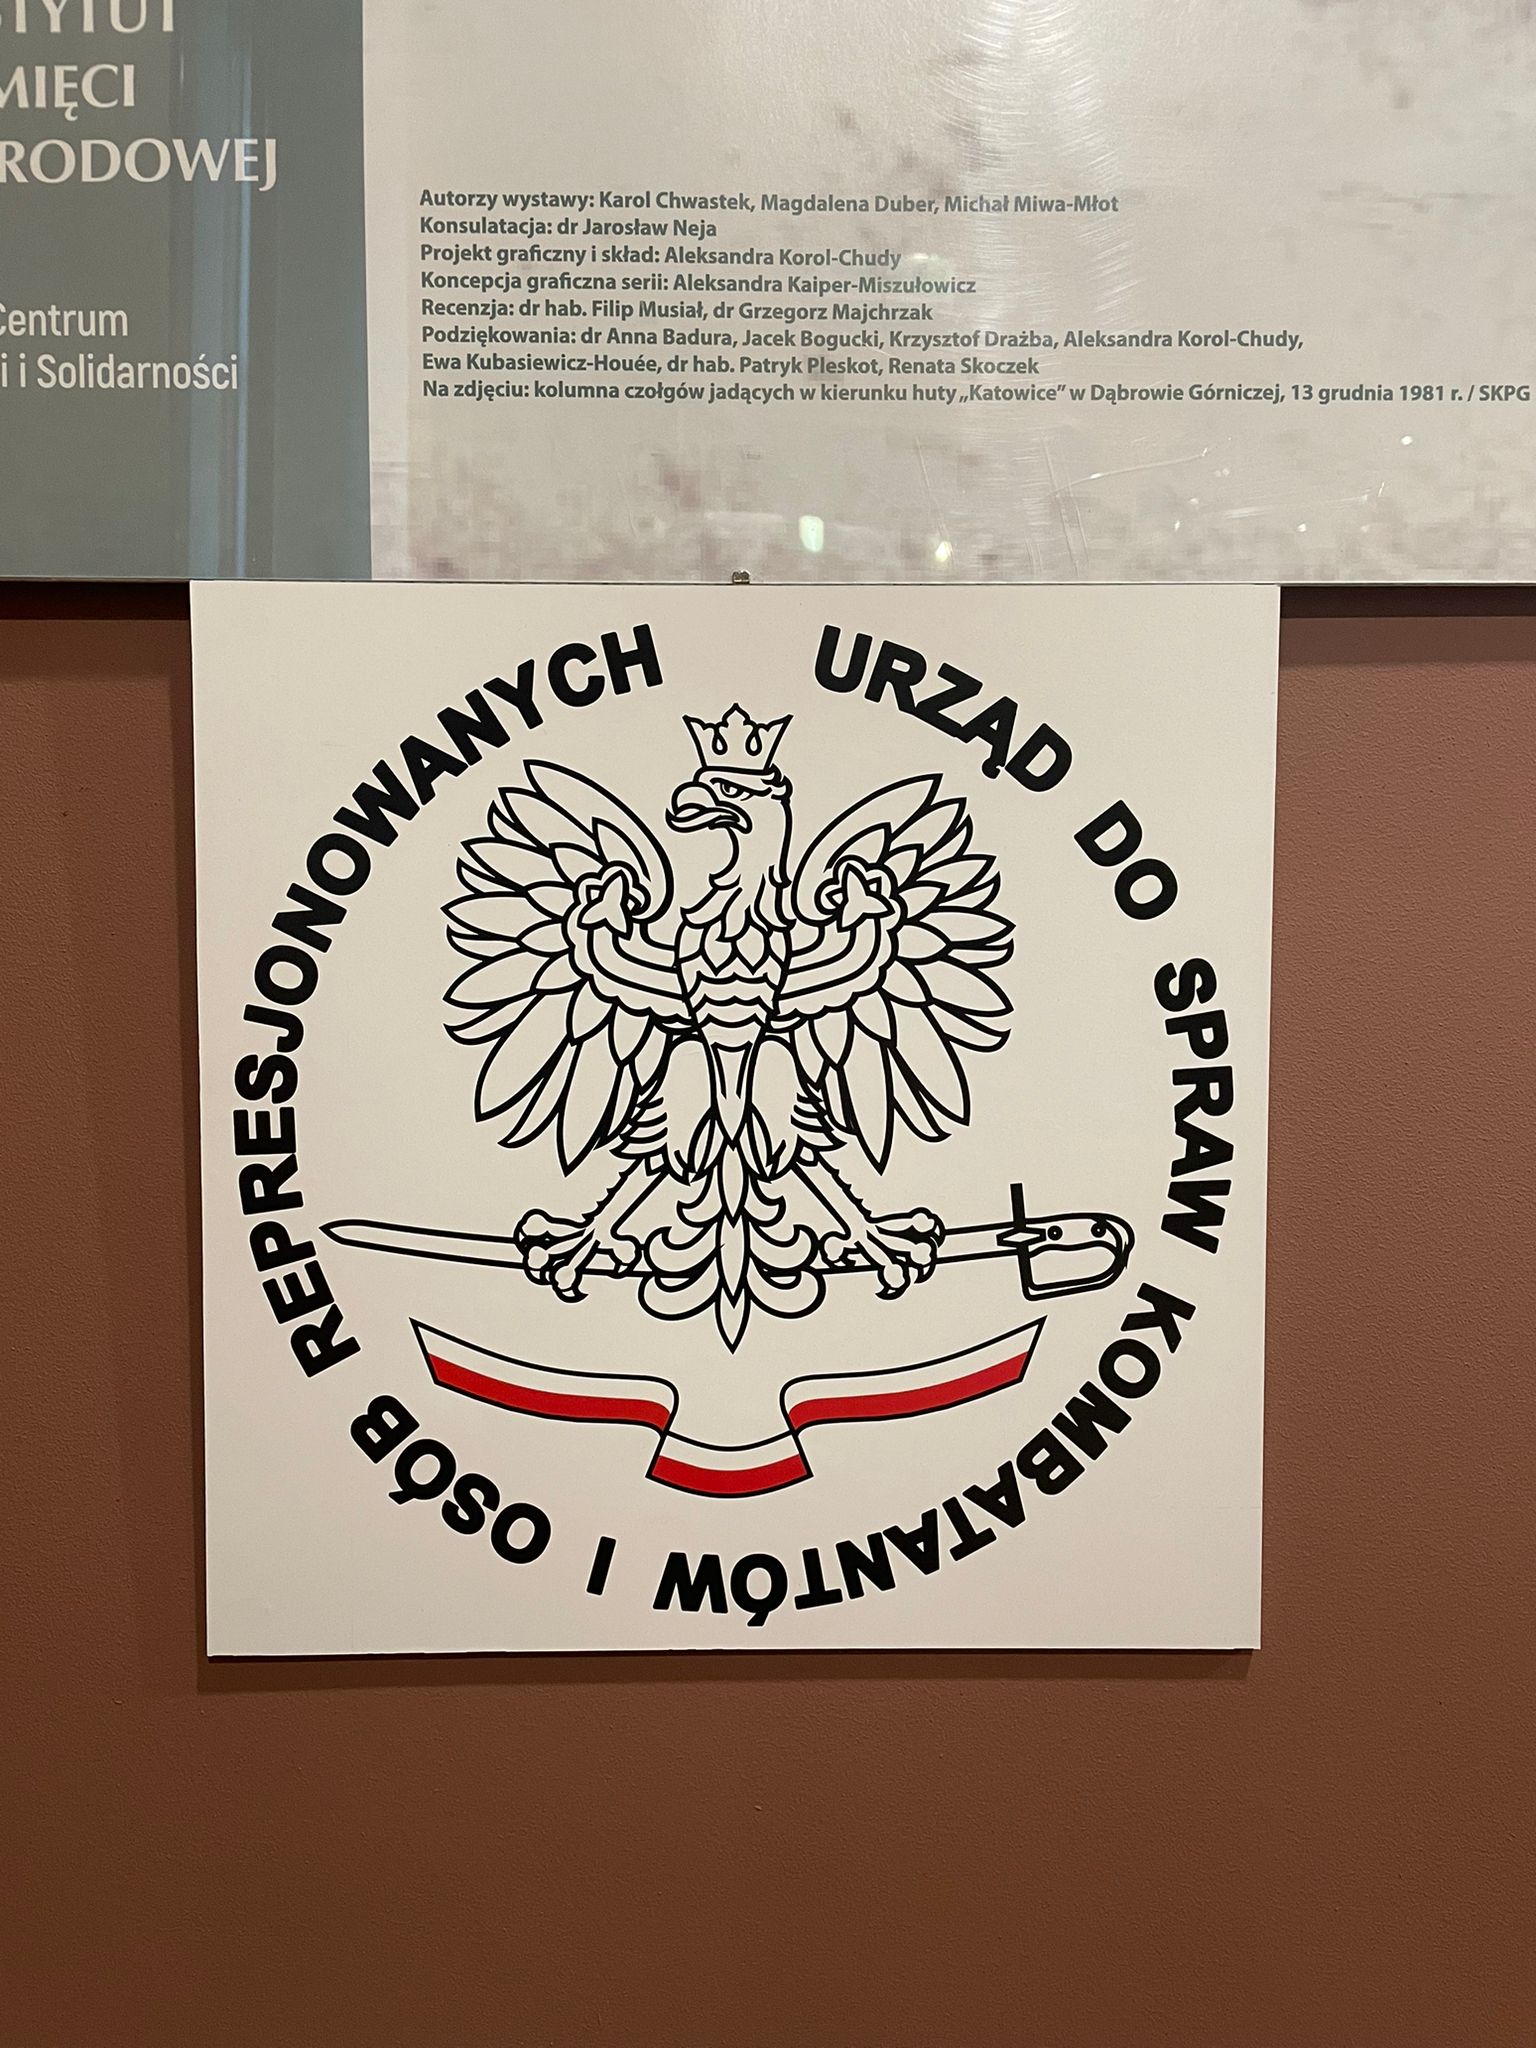 STYTUT
MIĘCI
RODOWEJ
Centrum
i i Solidarności
Autorzy wystawy: Karol Chwastek, Magdalena Duber, Michał Miwa-Młot
Konsulatacja: dr Jarosław Neja
Projekt graficzny i skład: Aleksandra Korol-Chudy
Koncepcja graficzna serii: Aleksandra Kaiper-Miszułowicz
Recenzja: dr hab. Filip Musiał, dr Grzegorz Majchrzak
Podziękowania: dr Anna Badura, Jacek Bogucki, Krzysztof Drażba, Aleksandra Korol-Chudy,
Ewa Kubasiewicz-Houée, dr hab. Patryk Pleskot, Renata Skoczek
Na zdjęciu: kolumna czołgów jadących w kierunku huty „Katowice” w Dąbrowie Górniczej, 13 grudnia 1981 r. / SKPG
URZĄD DO SPRAW KOMBATANTÓW I OSÓB REPRESJONOWANYCH